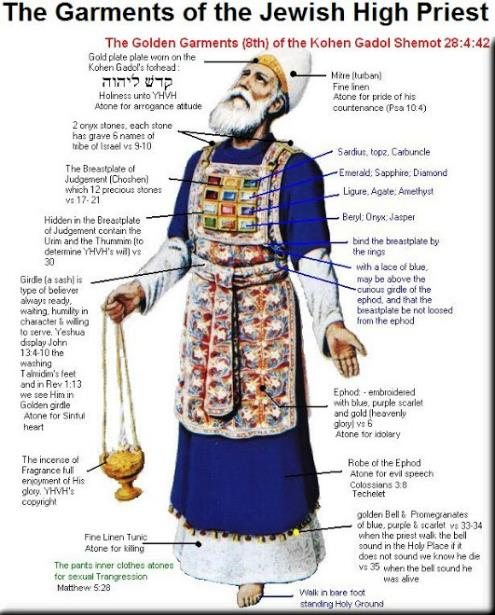 The Garments of the Jewish High Priest
The Golden Garments (8th) of the Kohen Gadol Shemot 28:4:42
Gold plate plate worn on the
Kohen Gadol's forhead :
קדש ליהוה
Holiness unto YHVH
Atone for arrogance attitude
Mitre (turban)
Fine linen
Atone for pride of his
countenance (Psa 10:4)
2 onyx stones, each stone
has grave 6 names of
tribe of Israel vs 9-10
The Breastplate of
Judgement (Choshen)
which 12 precious stones
vs 17- 21
Hidden in the Breastplate
of Judgement contain the
Urim and the Thummim (to
determine YHVH's will) vs
30
Sardius, topz, Carbuncle
Emerald; Sapphire; Diamond
Ligure, Agate; Amethyst
Beryl; Onyx; Jasper
bind the breastplate by
the rings
with a lace of blue,
may be above the
curious girdle of the
ephod, and that the
breastplate be not loosed
from the ephod
Girdle (a sash) is
type of believer
always ready,
waiting, humility in
character & willing
to serve. Yeshua
display John
13:4-10 the
washing
Talmidim's feet
and in Rev 1:13
we see Him in
Golden girdle
Atone for Sinful
heart
Ephod: - embroidered
with blue, purple scarlet
and gold (heavenly
glory) vs 6
Atone for idolary
The incense of
Fragrance full
enjoyment of His
glory. YHVH's
copyright
Robe of the Ephod
Atone for evil speech
Colossians 3:8
Techelet
golden Bell & Promegranates
of blue, purple & scarlet vs 33-34
when the priest walk the bell
sound in the Holy Place if it
does not sound we know he die
vs 35 when the bell sound he
was alive
Fine Linen Tunic
Atone for killing
The pants inner clothes atones
for sexual Trangression
Matthew 5:28
Walk in bare foot
standing Holy Ground